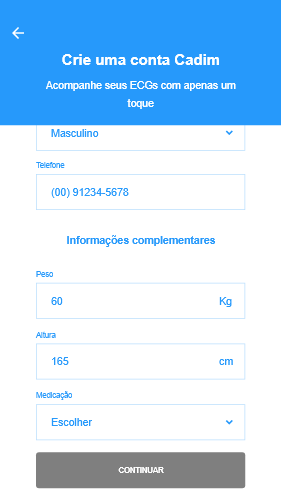 Crie uma conta Cadim
Acompanhe seus ECGs com apenas um
toque
Masculino
Telefone
(00) 91234-5678
Informações complementares
Peso
60 Kg
Altura
165 cm
Medicação
Escolher
CONTINUAR